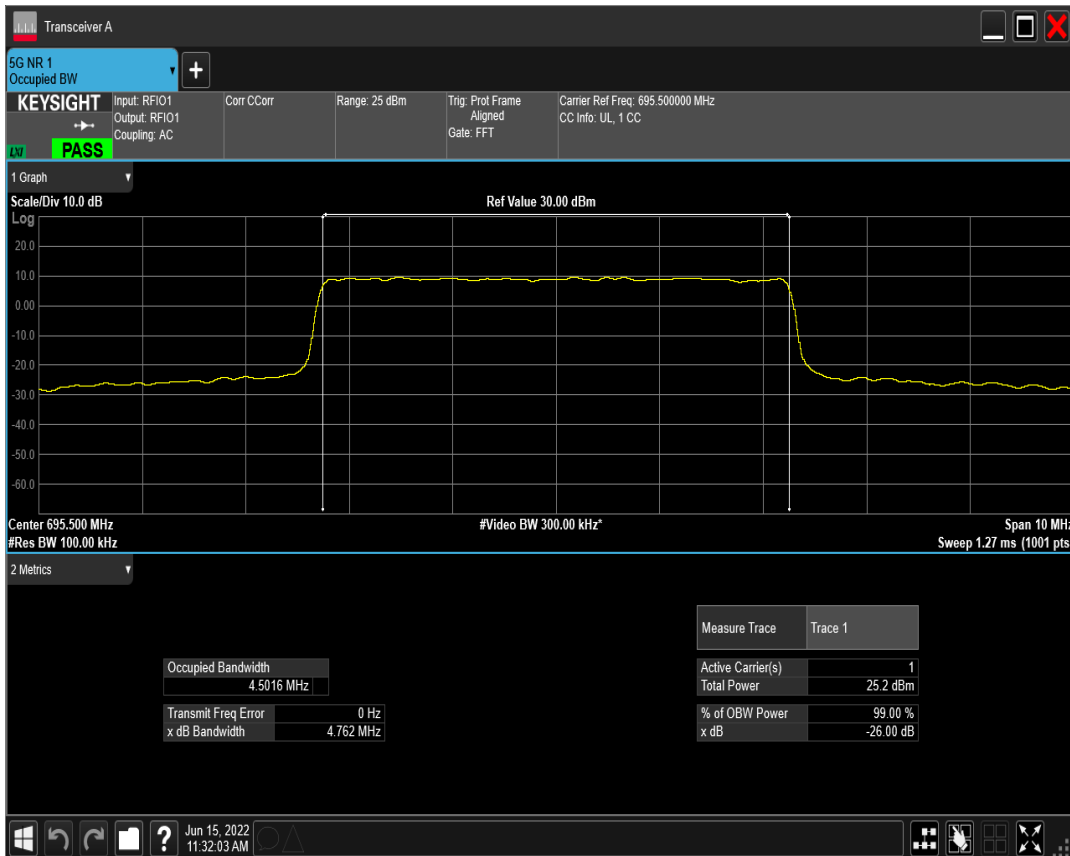 Transceiver A
5G NR 1
Occupied BW
+
KEYSIGHT
LXI
PASS
Input: RFIO1
Output: RFIO1
Coupling: AC
Corr CCorr
Range: 25 dBm
Trig: Prot Frame
Aligned
Gate: FFT
Carrier Ref Freq: 695.500000 MHz
CC Info: UL, 1 CC
1 Graph
Scale/Div 10.0 dB
Ref Value 30.00 dBm
Log
20.0
10.0
0.00
-10.0
-20.0
-30.0
-40.0
-50.0
-60.0
Center 695.500 MHz
#Video BW 300.00 kHz*
Span 10 MHz
#Res BW 100.00 kHz
Sweep 1.27 ms (1001 pts
2 Metrics
Measure Trace Trace 1
Occupied Bandwidth
4.5016 MHz
Active Carrier(s) 1
Total Power 25.2 dBm
Transmit Freq Error 0 Hz
x dB Bandwidth 4.762 MHz
% of OBW Power 99.00 %
x dB -26.00 dB
?
Jun 15, 2022
11:32:03 AM